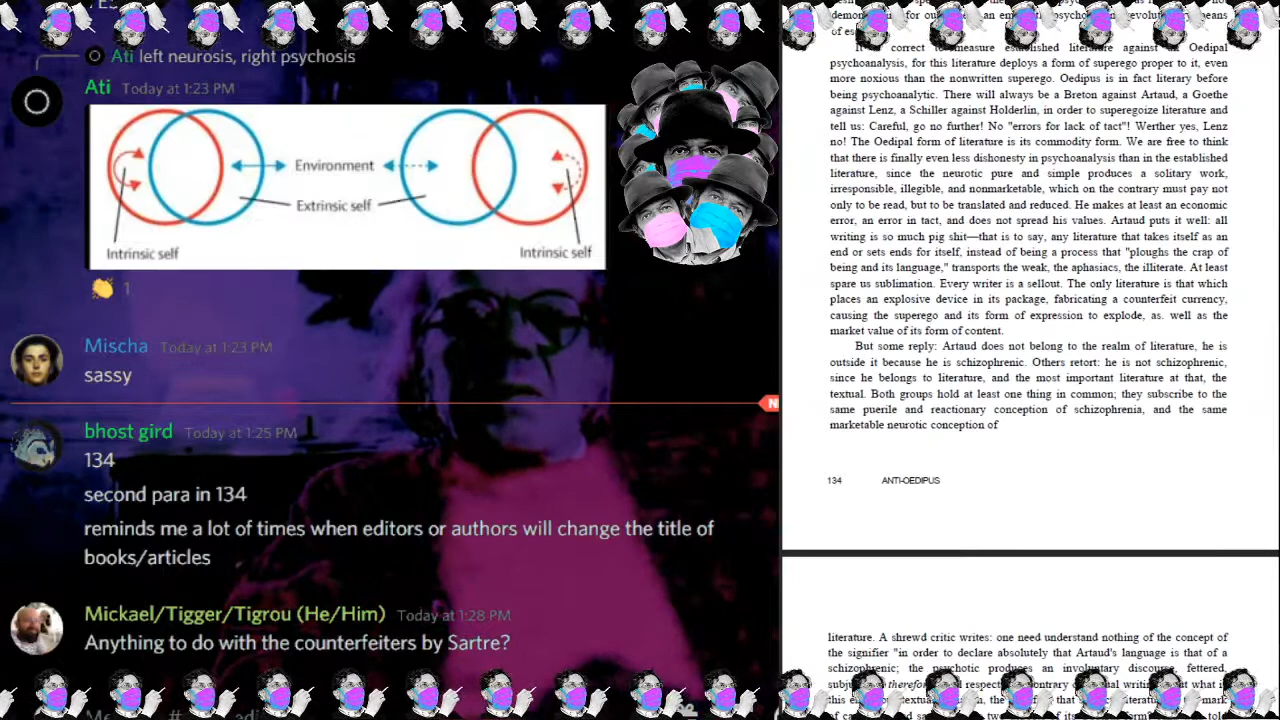 Ati left neurosis, right psychosis
Ati Today at 1:23 PM
Environment
Extrinsic self
Intrinsic self
Intrinsic self
1
Mischa Today at 1:23 PM
sassy
N
bhost gird Today at 1:25 PM
134
second para in 134
reminds me a lot of times when editors or authors will change the title of
books/articles
Mickael/Tigger/Tigrou (He/Him) Today at 1:28 PM
Anything to do with the counterfeiters by Sartre?
of es
It correct to measure established literature against an Oedipal
psychoanalysis, for this literature deploys a form of superego proper to it, even
more noxious than the nonwritten superego. Oedipus is in fact literary before
being psychoanalytic. There will always be a Breton against Artaud, a Goethe
against Lenz, a Schiller against Holderlin, in order to superegoize literature and
tell us: Careful, go no further! No "errors for lack of tact"! Werther yes, Lenz
no! The Oedipal form of literature is its commodity form. We are free to think
that there is finally even less dishonesty in psychoanalysis than in the established
literature, since the neurotic pure and simple produces a solitary work,
irresponsible, illegible, and nonmarketable, which on the contrary must pay not
only to be read, but to be translated and reduced. He makes at least an economic
error, an error in tact, and does not spread his values. Artaud puts it well: all
writing is so much pig shit—that is to say, any literature that takes itself as an
end or sets ends for itself, instead of being a process that "ploughs the crap of
being and its language," transports the weak, the aphasiacs, the illiterate. At least
spare us sublimation. Every writer is a sellout. The only literature is that which
places an explosive device in its package, fabricating a counterfeit currency,
causing the superego and its form of expression to explode, as. well as the
market value of its form of content.
But some reply: Artaud does not belong to the realm of literature, he is
outside it because he is schizophrenic. Others retort: he is not schizophrenic,
since he belongs to literature, and the most important literature at that, the
textual. Both groups hold at least one thing in common; they subscribe to the
same puerile and reactionary conception of schizophrenia, and the same
marketable neurotic conception of
134 ANTI-OEDIPUS
literature. A shrewd critic writes: one need understand nothing of the concept of
the signifier "in order to declare absolutely that Artaud's language is that of a
schizophrenic; the psychotic produces an involuntary discourse, fettered,